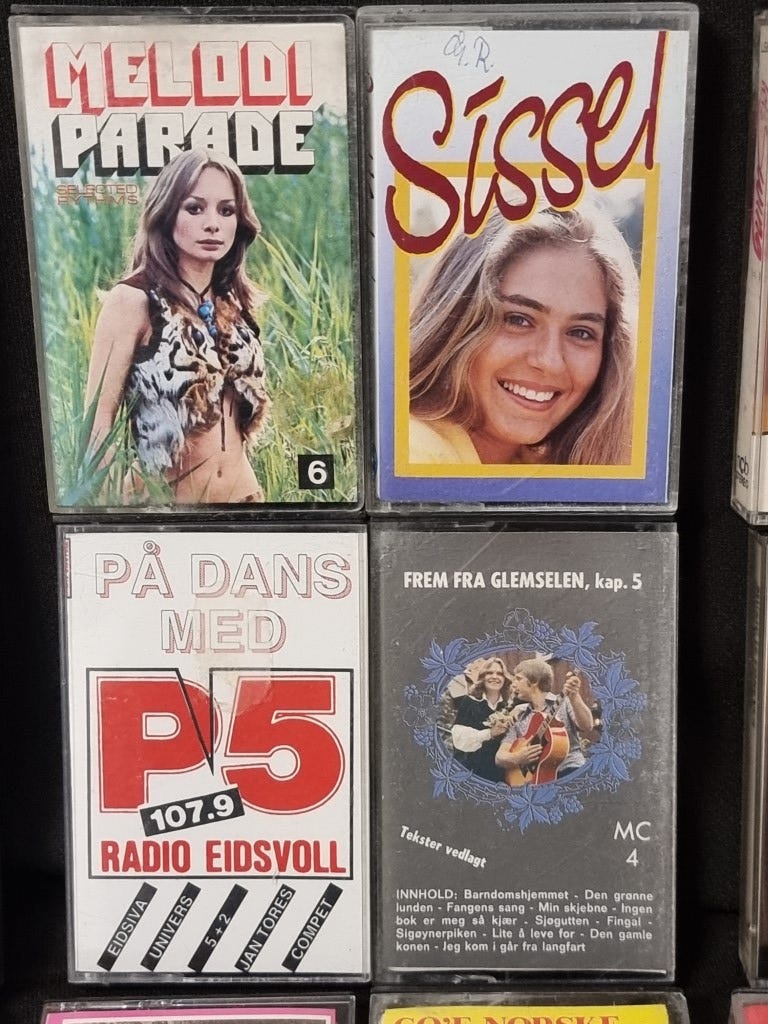 MELODI
PARADE
SELECTED
RYTHMS
6
Sissel
PÅ DANS
MED
P5
107.9
RADIO EIDSVOLL
EIDSIVA
UNIVERS
5+2
JAN TORES
COMPET
FREM FRA GLEMSELEN, kap. 5
Tekster vedlagt
MC
4
INNHOLD: Barndomshjemmet - Den grønne
lunden - Fangens sang - Min skjebne - Ingen
bok er meg så kjær - Sjøgutten - Fingal -
Sigøynerpiken - Lite å leve for - Den gamle
konen - Jeg kom i går fra langfart
GO'E NORSKE